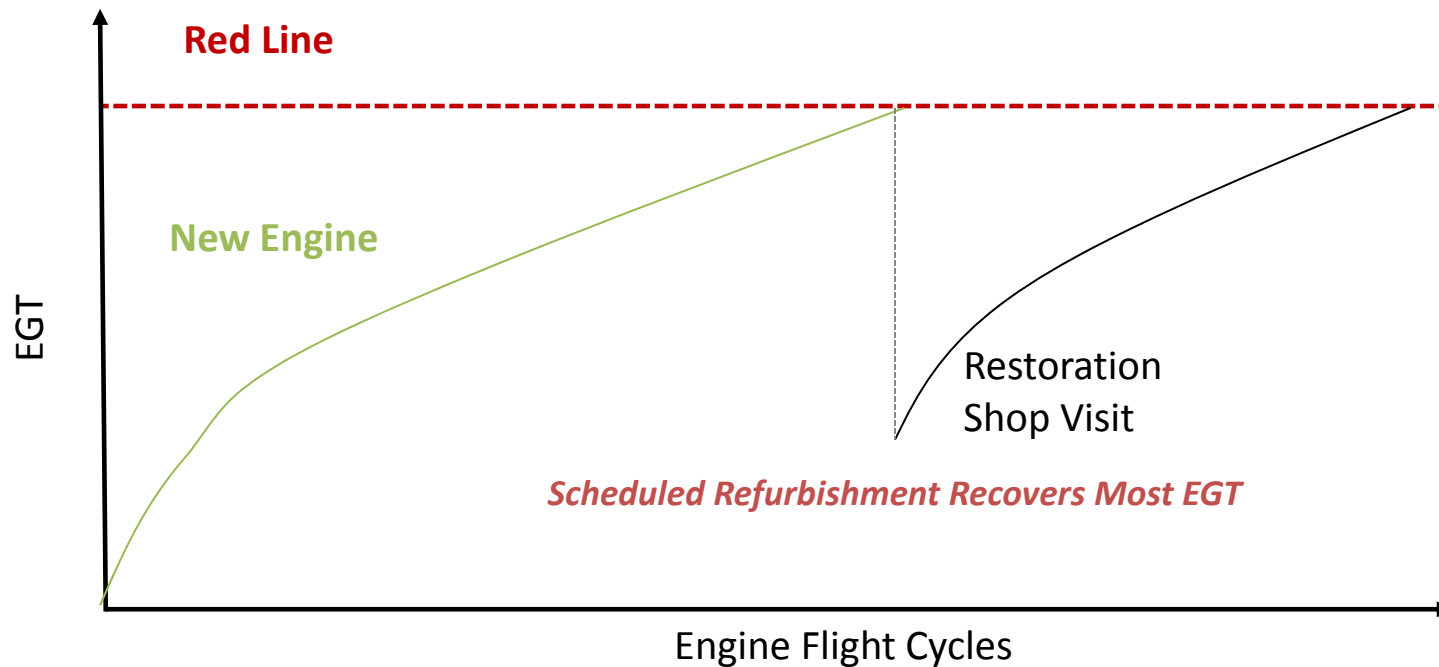 Red Line
New Engine
EGT
Restoration
Shop Visit
Scheduled Refurbishment Recovers Most EGT
Engine Flight Cycles